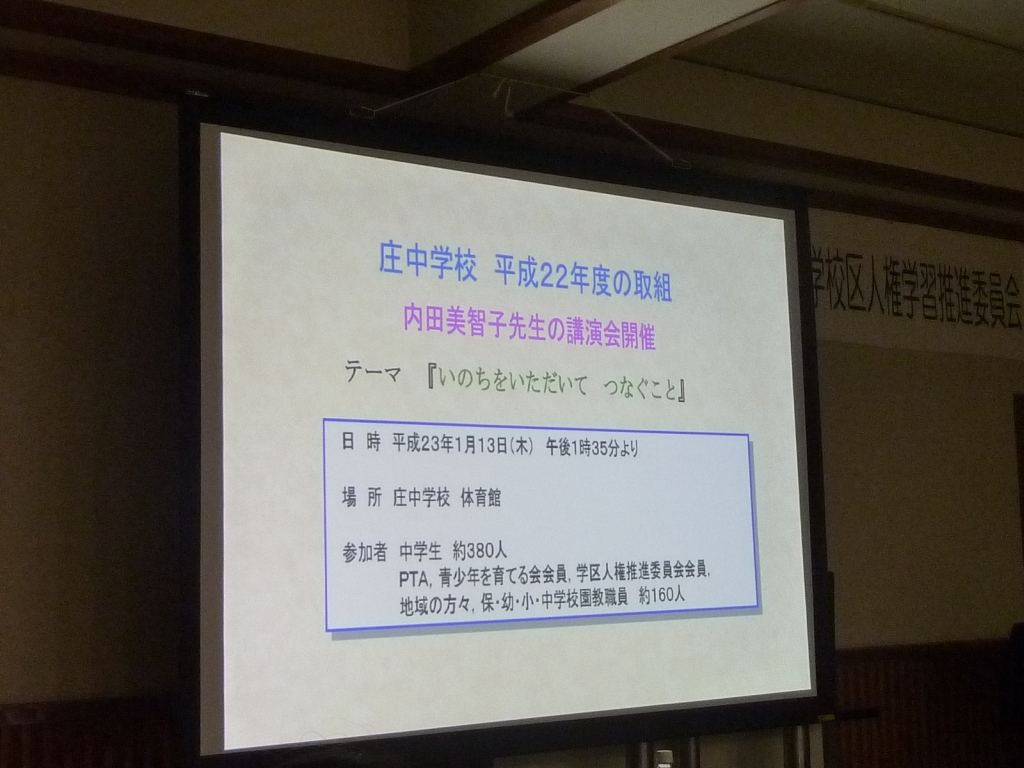 庄中学校 平成22年度の取組
内田美智子先生の講演会開催
テーマ 『いのちをいただいて つなぐこと』
日 時 平成23年1月13日(木) 午後1時35分より
場 所 庄中学校 体育館
参加者 中学生 約380人
PTA, 青少年を育てる会会員, 学区人権推進委員会会員,
地域の方々, 保・幼・小・中学校園教職員 約160人
学校区人権学習推進委員会